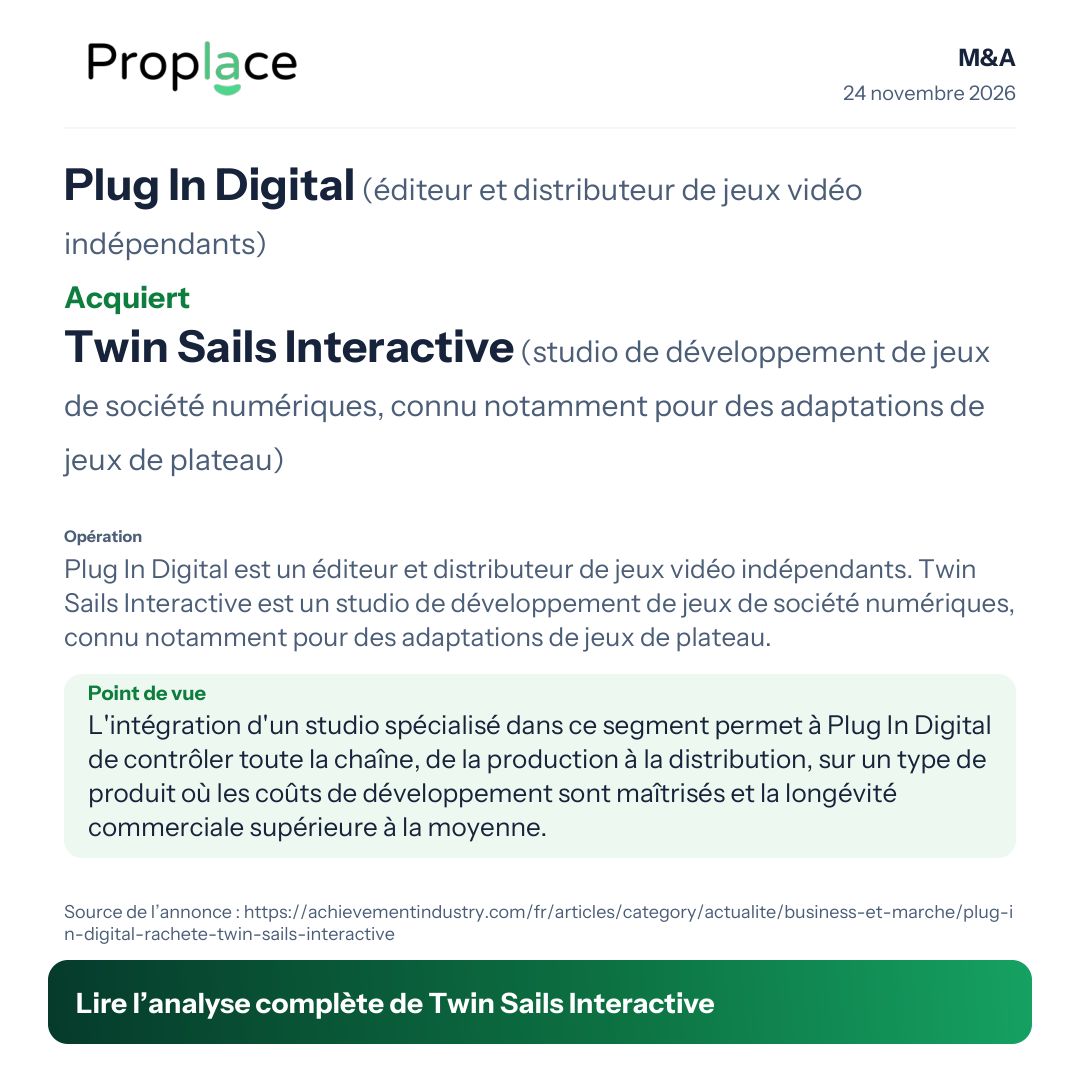 Proplace
M&A
24 novembre 2026
Plug In Digital (éditeur et distributeur de jeux vidéo
indépendants)
Acquiert
Twin Sails Interactive (studio de développement de jeux
de société numériques, connu notamment pour des adaptations de
jeux de plateau)
Opération
Plug In Digital est un éditeur et distributeur de jeux vidéo indépendants. Twin
Sails Interactive est un studio de développement de jeux de société numériques,
connu notamment pour des adaptations de jeux de plateau.
Point de vue
L'intégration d'un studio spécialisé dans ce segment permet à Plug In Digital
de contrôler toute la chaîne, de la production à la distribution, sur un type de
produit où les coûts de développement sont maîtrisés et la longévité
commerciale supérieure à la moyenne.
Source de l’annonce : https://achievementindustry.com/fr/articles/category/actualite/business-et-marche/plug-i
n-digital-rachete-twin-sails-interactive
Lire l’analyse complète de Twin Sails Interactive